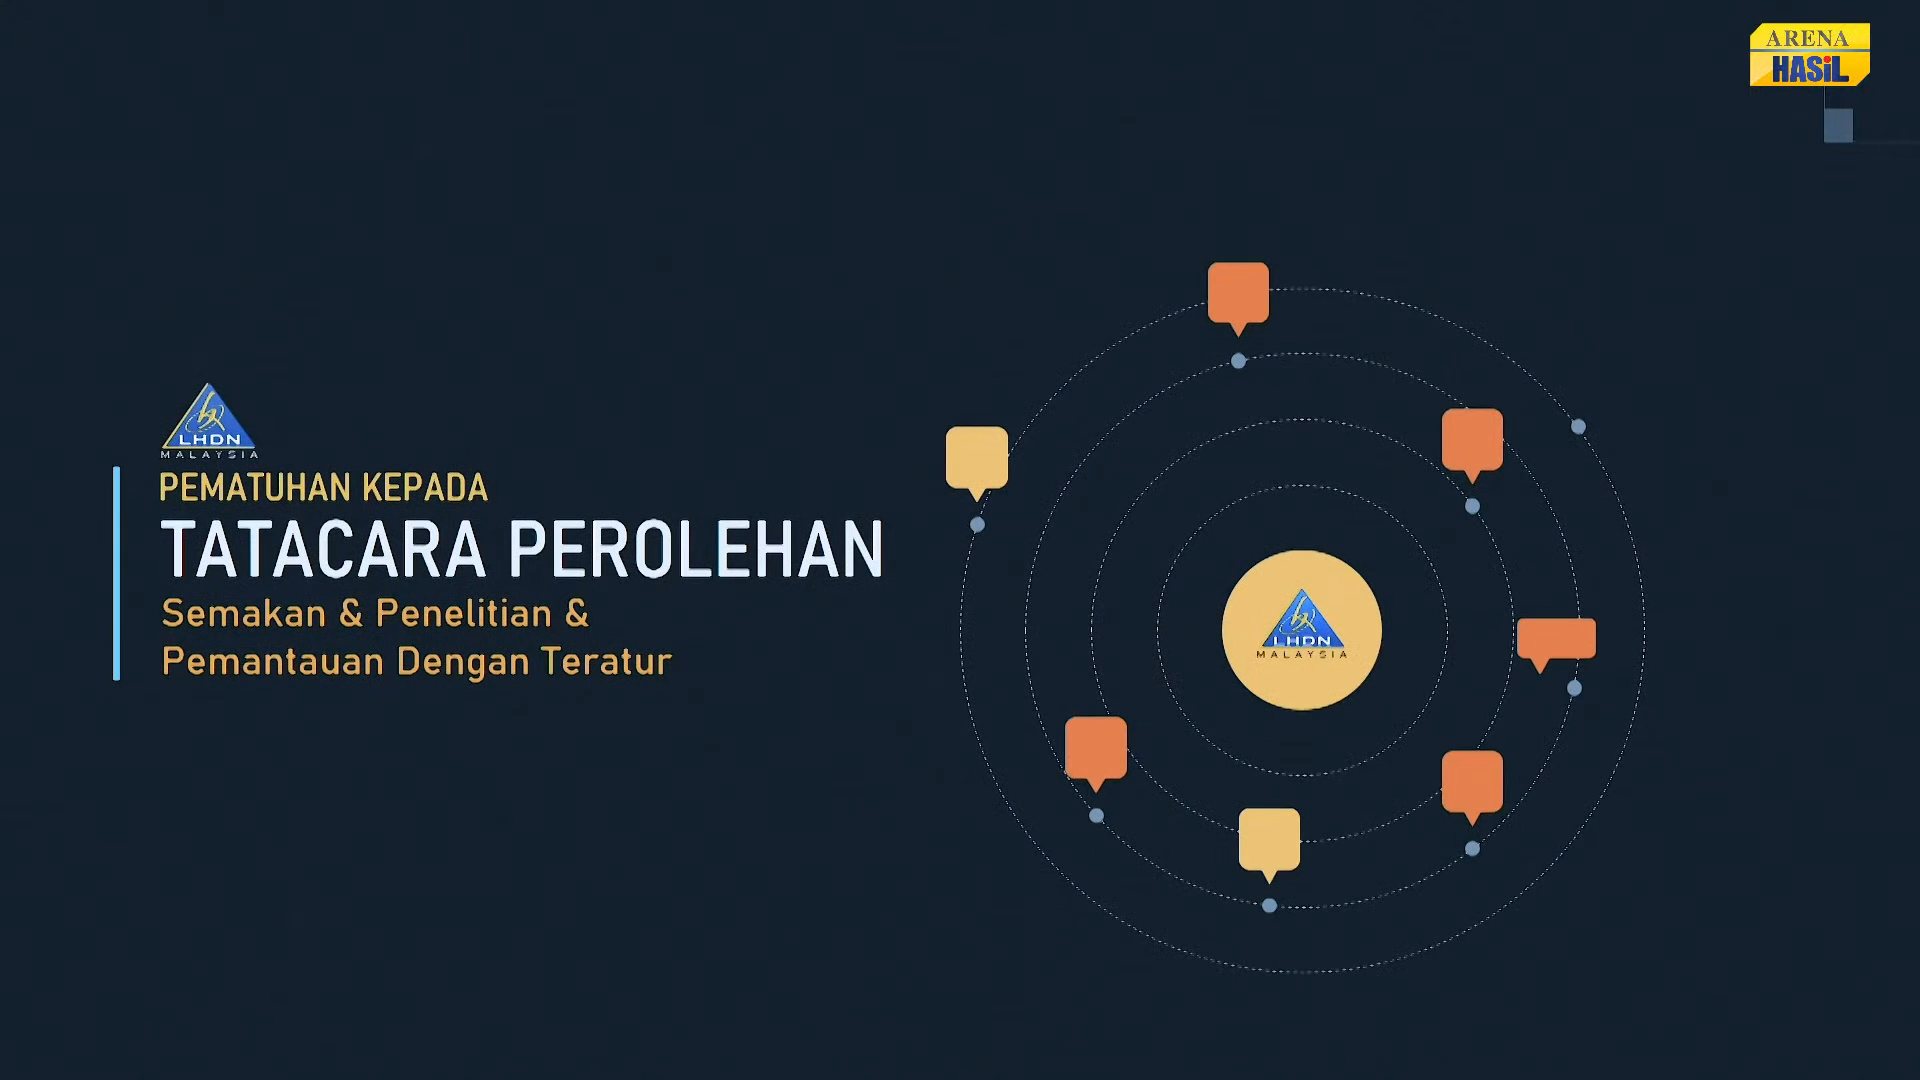 ARENA
HASiL
LHDN
MALAYSIA
PEMATUHAN KEPADA
TATACARA PEROLEHAN
Semakan & Penelitian &
Pemantauan Dengan Teratur
LHDN
MALAYSIA